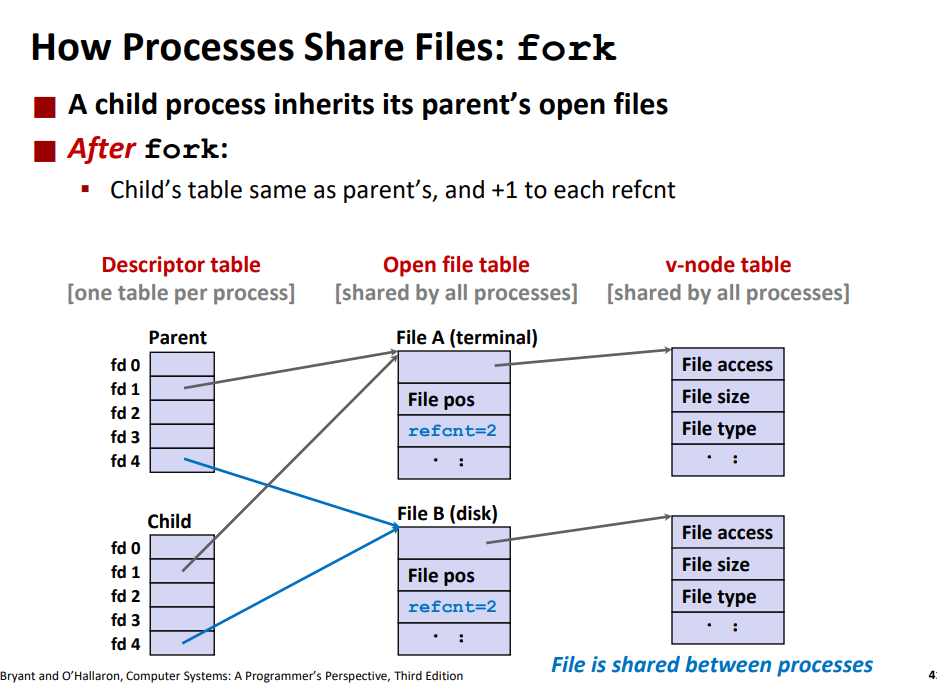 How Processes Share Files: fork
A child process inherits its parent's open files
After fork:
Child's table same as parent's, and +1 to each refcnt
Descriptor table
[one table per process]
Open file table
[shared by all processes]
v-node table
[shared by all processes]
Parent
fd 0
fd 1
fd 2
fd 3
fd 4
Child
fd 0
fd 1
fd 2
fd 3
fd 4
File A (terminal)
File pos
refcnt=2
File B (disk)
File pos
refcnt=2
File access
File size
File type
File access
File size
File type
File is shared between processes
Bryant and O'Hallaron, Computer Systems: A Programmer's Perspective, Third Edition